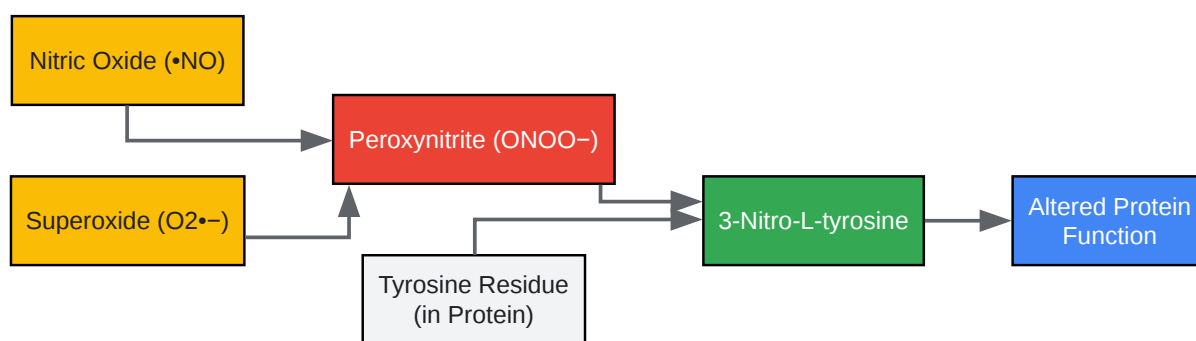 Nitric Oxide (•NO)
Peroxynitrite (ONOO−)
Superoxide (O2•−)
3-Nitro-L-tyrosine
Altered Protein
Function
Tyrosine Residue
(in Protein)